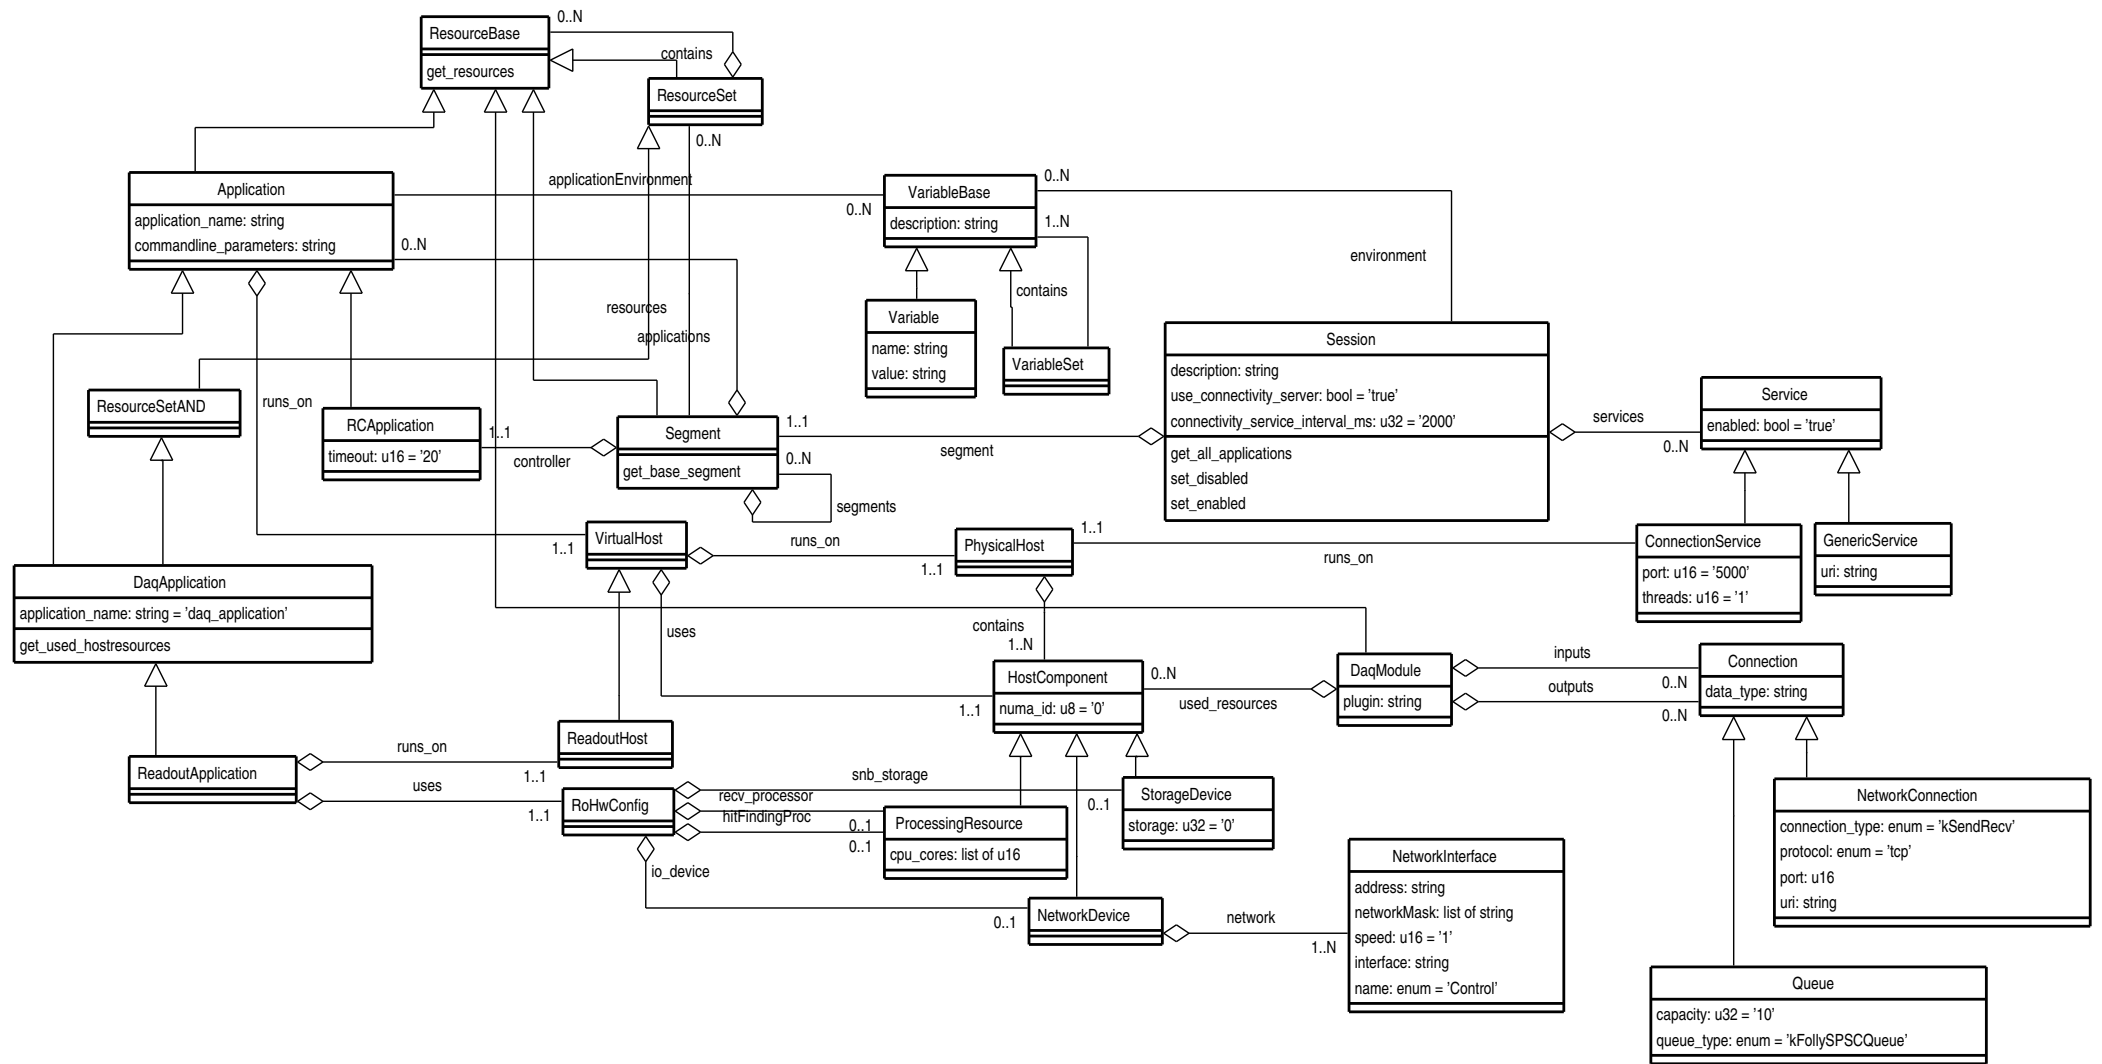 0..N
ResourceBase
contains
get_resources
ResourceSet
0..N
applicationEnvironment
0..N
Application
VariableBase
application_name: string
0..N
description: string
1..N
commandline_parameters: string
0..N
environment
contains
resources
Variable
applications
Session
name: string
VariableSet
value: string
description: string
use_connectivity_server: bool = 'true'
connectivity_service_interval_ms: u32 = '2000'
get_all_applications
set_disabled
set_enabled
services
0..N
Service
enabled: bool = 'true'
ResourceSetAND
runs_on
RCApplication
timeout: u16 = '20'
1..1
controller
Segment
get_base_segment
1..1
segment
0..N
segments
VirtualHost
1..1
runs_on
1..1
PhysicalHost
1..1
runs_on
ConnectionService
port: u16 = '5000'
threads: u16 = '1'
GenericService
uri: string
DaqApplication
application_name: string = 'daq_application'
get_used_hostresources
uses
1..1
contains
1..N
HostComponent
numa_id: u8 = '0'
0..N
used_resources
DaqModule
plugin: string
inputs
0..N
outputs
0..N
Connection
data_type: string
ReadoutHost
ReadoutApplication
runs_on
1..1
uses
1..1
RoHwConfig
snb_storage
0..1
recv_processor
0..1
hitFindingProc
0..1
io_device
0..1
StorageDevice
storage: u32 = '0'
ProcessingResource
cpu_cores: list of u16
NetworkDevice
network
1..N
NetworkInterface
address: string
networkMask: list of string
speed: u16 = '1'
interface: string
name: enum = 'Control'
NetworkConnection
connection_type: enum = 'kSendRecv'
protocol: enum = 'tcp'
port: u16
uri: string
Queue
capacity: u32 = '10'
queue_type: enum = 'kFollySPSCQueue'